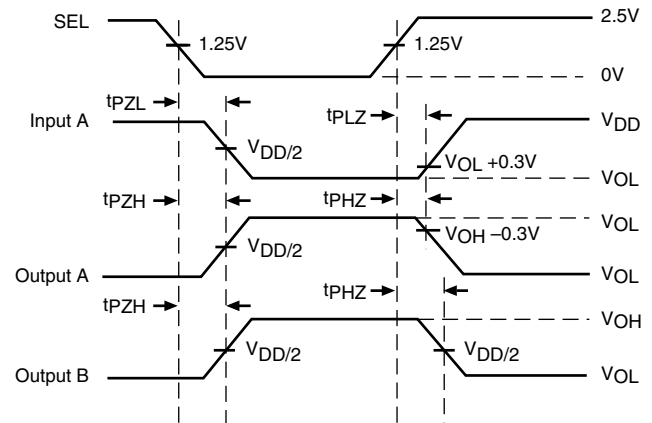 SEL 1.25V 1.25V 2.5V
0V
tPZL tPLZ
Input A VDD/2 VOL +0.3V VDD
VOL
tPZH tPHZ
VOL
VDD/2 VOH –0.3V
Output A VOL
tPZH tPHZ
VOH
VDD/2 VDD/2
Output B VOL